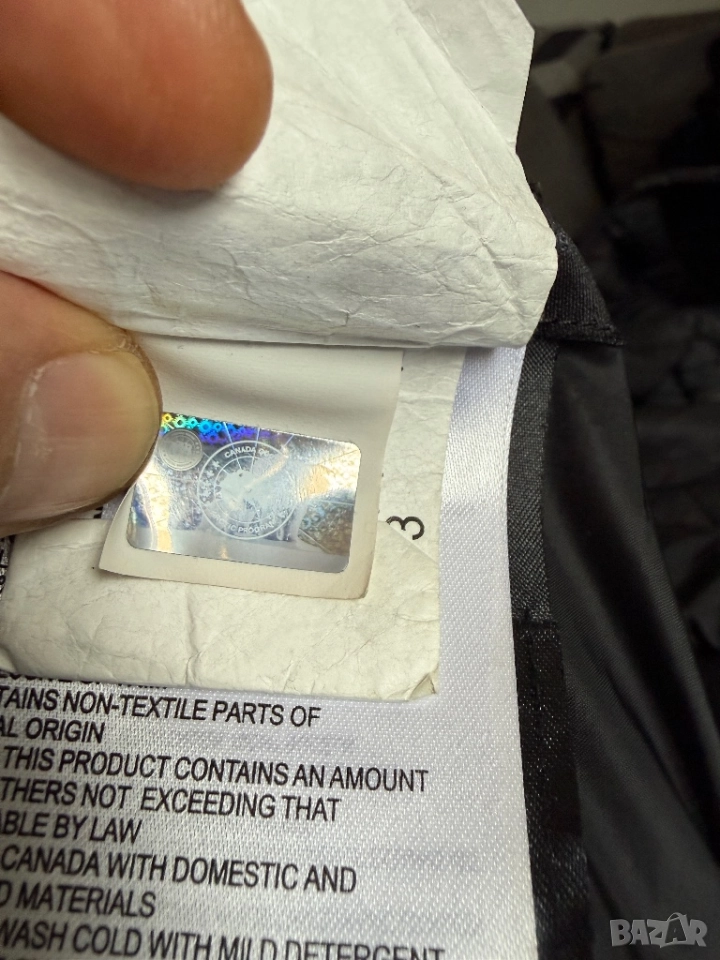 CANADA GO
3
TAINS NON-TEXTILE PARTS OF
AL ORIGIN
THIS PRODUCT CONTAINS AN AMOUNT
THERS NOT EXCEEDING THAT
ABLE BY LAW
CANADA WITH DOMESTIC AND
D MATERIALS
WASH COLD WITH MILD DETERGENT
BAZAR